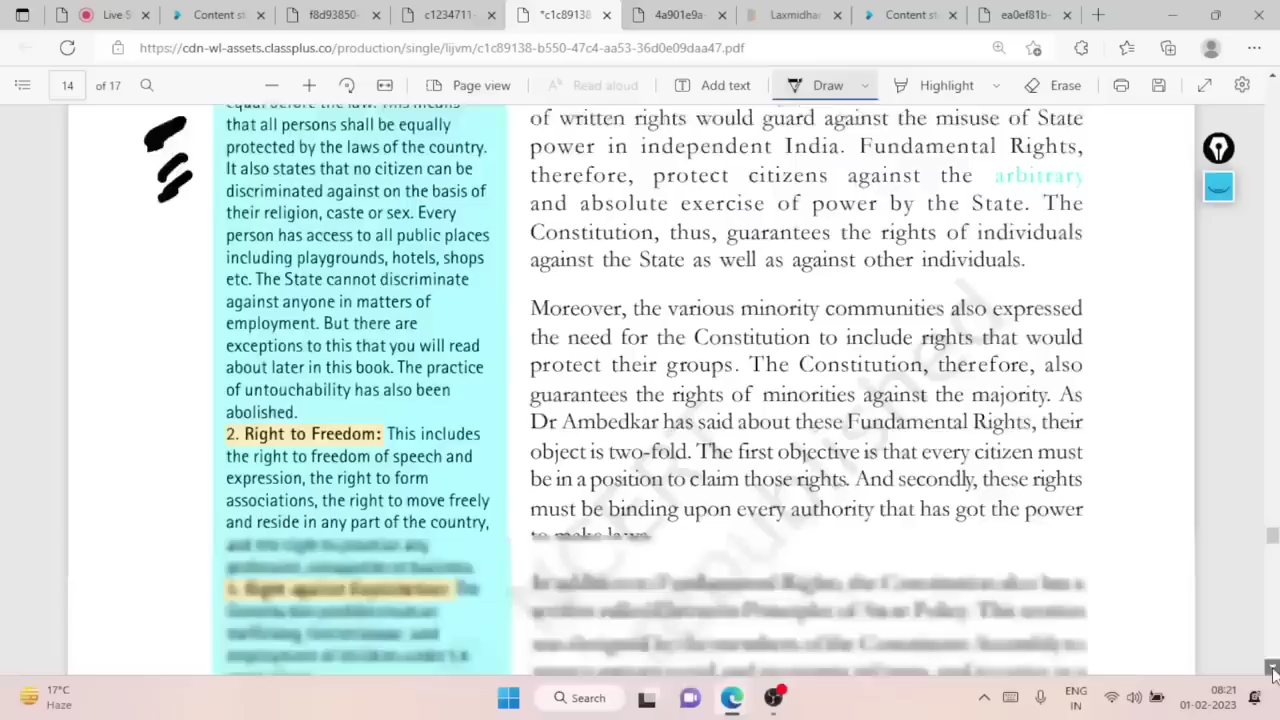 Live 5
Content st
f8d93850-
c1234711-
*c1c89138
4a901e9a-
Laxmidha
Content st
ea0ef81b-
https://cdn-wl-assets.classplus.co/production/single/lijvm/c1c89138-b550-47c4-aa53-36d0e09daa47.pdf
14 of 17
Page view
Read aloud
Add text
Draw
Highlight
Erase
equal before the law. This means
that all persons shall be equally
protected by the laws of the country.
It also states that no citizen can be
discriminated against on the basis of
their religion, caste or sex. Every
person has access to all public places
including playgrounds, hotels, shops
etc. The State cannot discriminate
against anyone in matters of
employment. But there are
exceptions to this that you will read
about later in this book. The practice
of untouchability has also been
abolished.
2. Right to Freedom: This includes
the right to freedom of speech and
expression, the right to form
associations, the right to move freely
and reside in any part of the country,
of written rights would guard against the misuse of State
power in independent India. Fundamental Rights,
therefore, protect citizens against the arbitrary
and absolute exercise of power by the State. The
Constitution, thus, guarantees the rights of individuals
against the State as well as against other individuals.
Moreover, the various minority communities also expressed
the need for the Constitution to include rights that would
protect their groups. The Constitution, therefore, also
guarantees the rights of minorities against the majority. As
Dr Ambedkar has said about these Fundamental Rights, their
object is two-fold. The first objective is that every citizen must
be in a position to claim those rights. And secondly, these rights
must be binding upon every authority that has got the power
to make laws.
17°C
Haze
Search
ENG
IN
08:21
01-02-2023